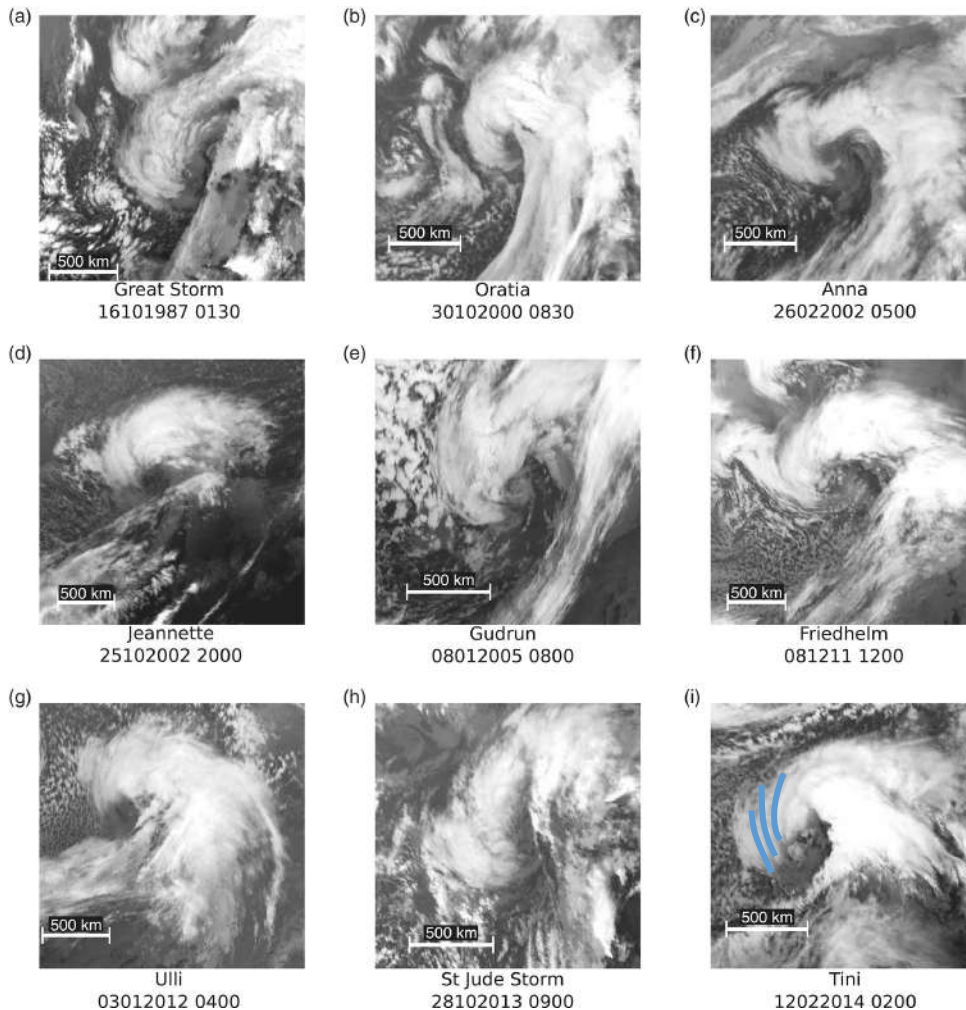 (a)
(b)
(c)
500 km
500 km
500 km
Great Storm
16101987 0130
Oratia
30102000 0830
Anna
26022002 0500
(d)
(e)
(f)
500 km
500 km
500 km
Jeannette
25102002 2000
Gudrun
08012005 0800
Friedhelm
081211 1200
(g)
(h)
(i)
500 km
500 km
500 km
Ulli
03012012 0400
St Jude Storm
28102013 0900
Tini
12022014 0200